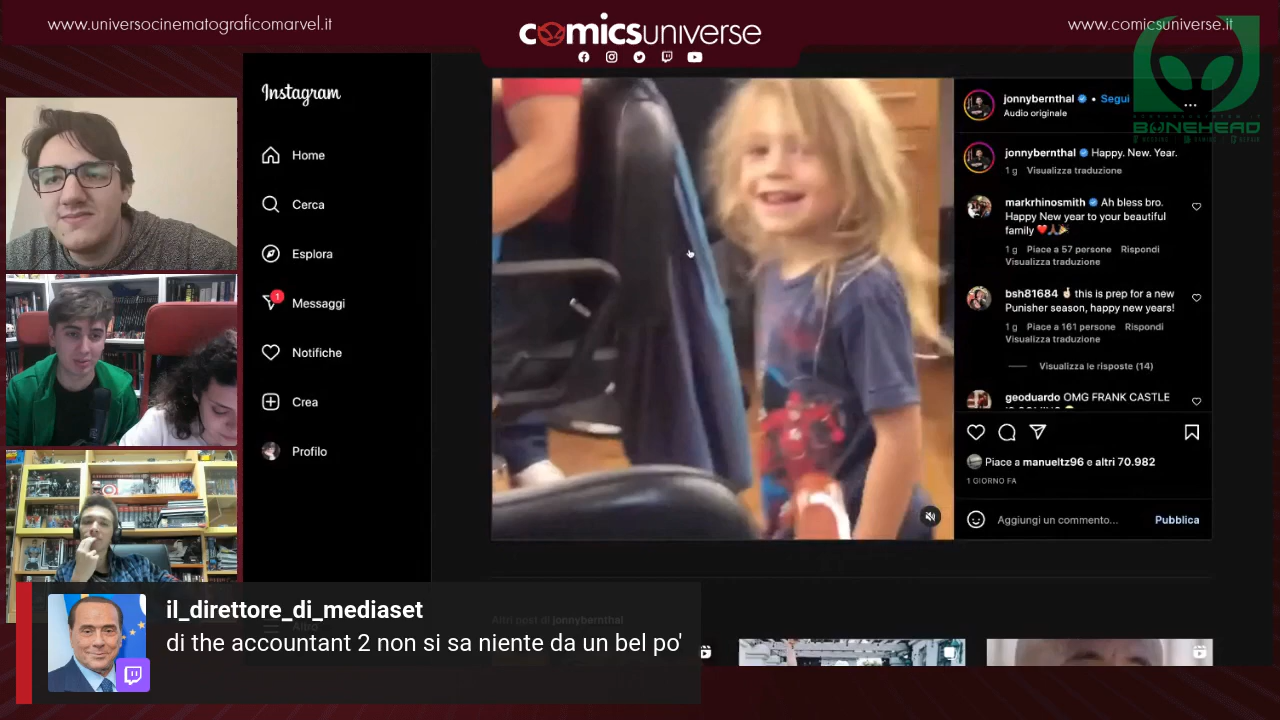 www.universocinematograficomarvel.it
comicsuniverse
www.comicsuniverse.it
BONEHEAD
Instagram
Home
Cerca
Esplora
1
Messaggi
Notifiche
Crea
Profilo
Altro
jonnybernthal • Segui
Audio originale
jonnybernthal Happy. New. Year.
1 g Visualizza traduzione
markrhinosmith Ah bless bro.
Happy New year to your beautiful
family ❤️🙏🏾🎉
1 g Piace a 57 persone Rispondi
Visualizza traduzione
bsh81684 🤞🏻 this is prep for a new
Punisher season, happy new years!
1 g Piace a 161 persone Rispondi
Visualizza traduzione
Visualizza le risposte (14)
geoduardo OMG FRANK CASTLE
Piace a manueltz96 e altri 70.982
1 GIORNO FA
Aggiungi un commento...
Pubblica
Altri post di jonnybernthal
il_direttore_di_mediaset
di the accountant 2 non si sa niente da un bel po'